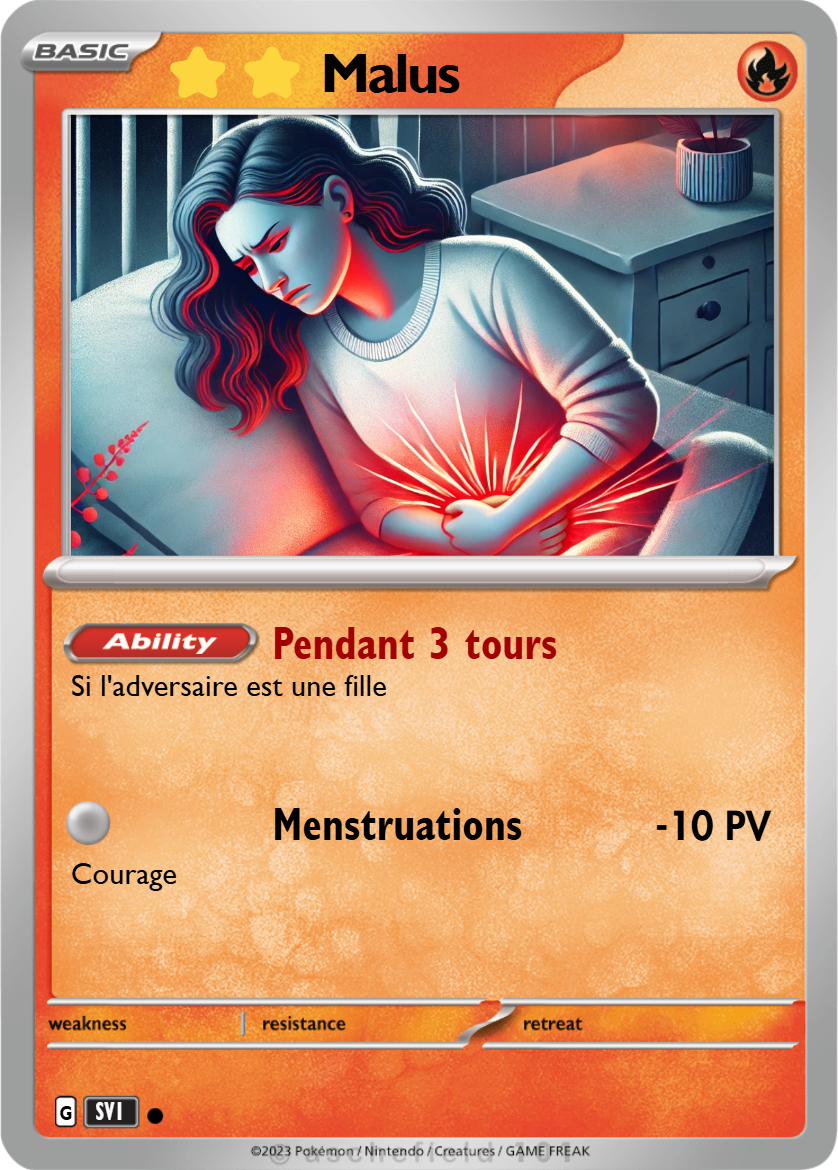 BASIC
Malus
Ability Pendant 3 tours
Si l'adversaire est une fille
Menstruations -10 PV
Courage
weakness resistance retreat
G SVI
©2023 Pokémon / Nintendo / Creatures / GAME FREAK